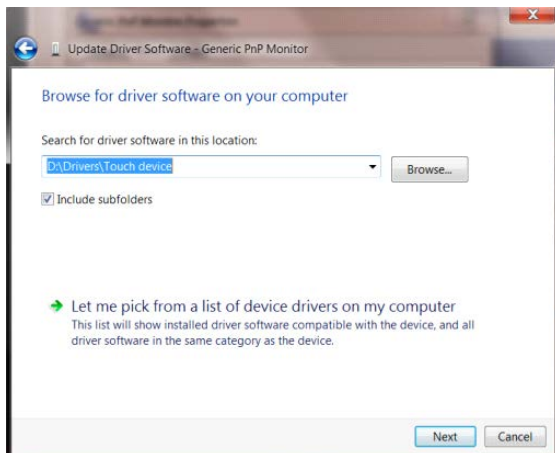 Update Driver Software - Generic PnP Monitor
Browse for driver software on your computer
Search for driver software in this location:
D:\Drivers\Touch device
Browse...
Include subfolders
Let me pick from a list of device drivers on my computer
This list will show installed driver software compatible with the device, and all
driver software in the same category as the device.
Next
Cancel